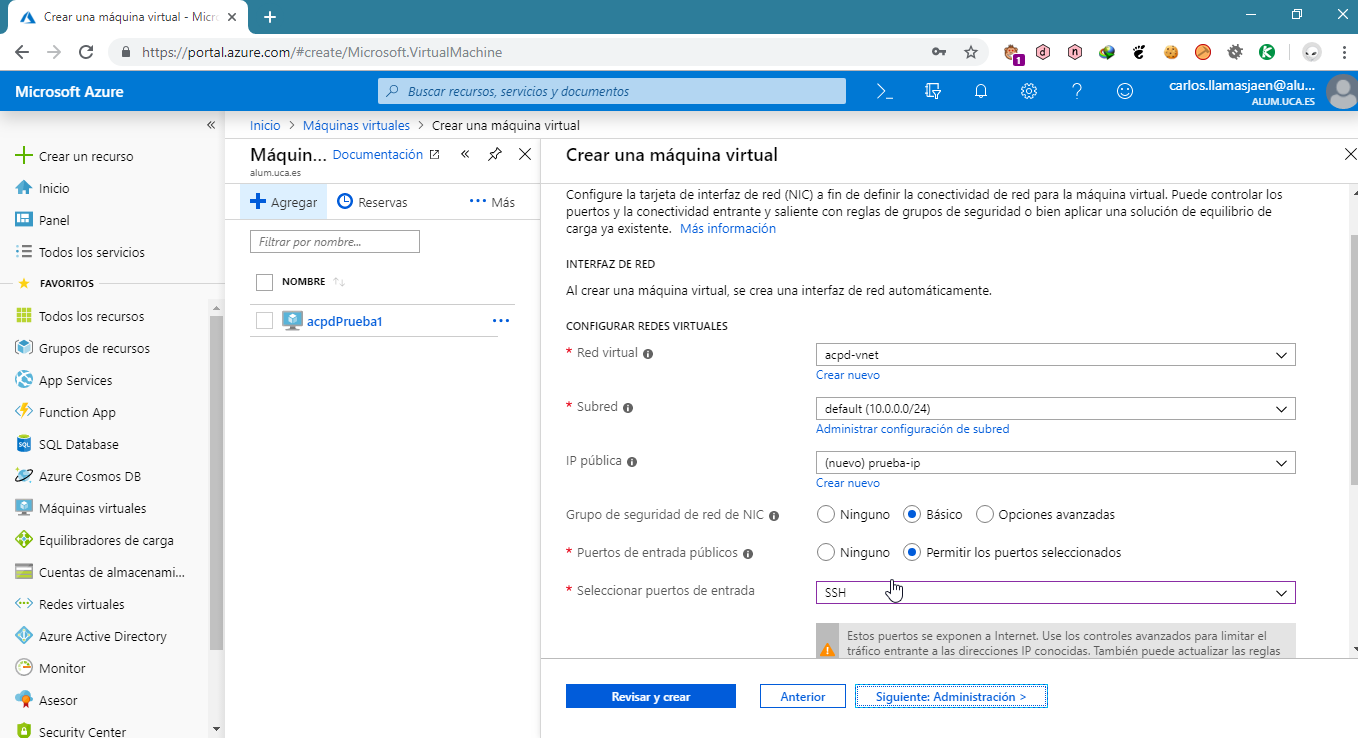 Crear una máquina virtual - Micr
https://portal.azure.com/#create/Microsoft.VirtualMachine
1
Microsoft Azure
Buscar recursos, servicios y documentos
carlos.llamasjaen@alu...
ALUM.UCA.ES
Crear un recurso
Inicio
Panel
Todos los servicios
FAVORITOS
Todos los recursos
Grupos de recursos
App Services
Function App
SQL Database
Azure Cosmos DB
Máquinas virtuales
Equilibradores de carga
Cuentas de almacenami...
Redes virtuales
Azure Active Directory
Monitor
Asesor
Security Center
Inicio > Máquinas virtuales > Crear una máquina virtual
Máquin... Documentación
alum.uca.es
Agregar Reservas ••• Más
Filtrar por nombre...
NOMBRE
acpdPrueba1
Crear una máquina virtual
Configure la tarjeta de interfaz de red (NIC) a fin de definir la conectividad de red para la máquina virtual. Puede controlar los
puertos y la conectividad entrante y saliente con reglas de grupos de seguridad o bien aplicar una solución de equilibrio de
carga ya existente. Más información
INTERFAZ DE RED
Al crear una máquina virtual, se crea una interfaz de red automáticamente.
CONFIGURAR REDES VIRTUALES
* Red virtual acpd-vnet
Crear nuevo
* Subred default (10.0.0.0/24)
Administrar configuración de subred
IP pública (nuevo) prueba-ip
Crear nuevo
Grupo de seguridad de red de NIC Ninguno Básico Opciones avanzadas
* Puertos de entrada públicos Ninguno Permitir los puertos seleccionados
* Seleccionar puertos de entrada SSH
Estos puertos se exponen a Internet. Use los controles avanzados para limitar el
tráfico entrante a las direcciones IP conocidas. También puede actualizar las reglas
Revisar y crear Anterior Siguiente: Administración >